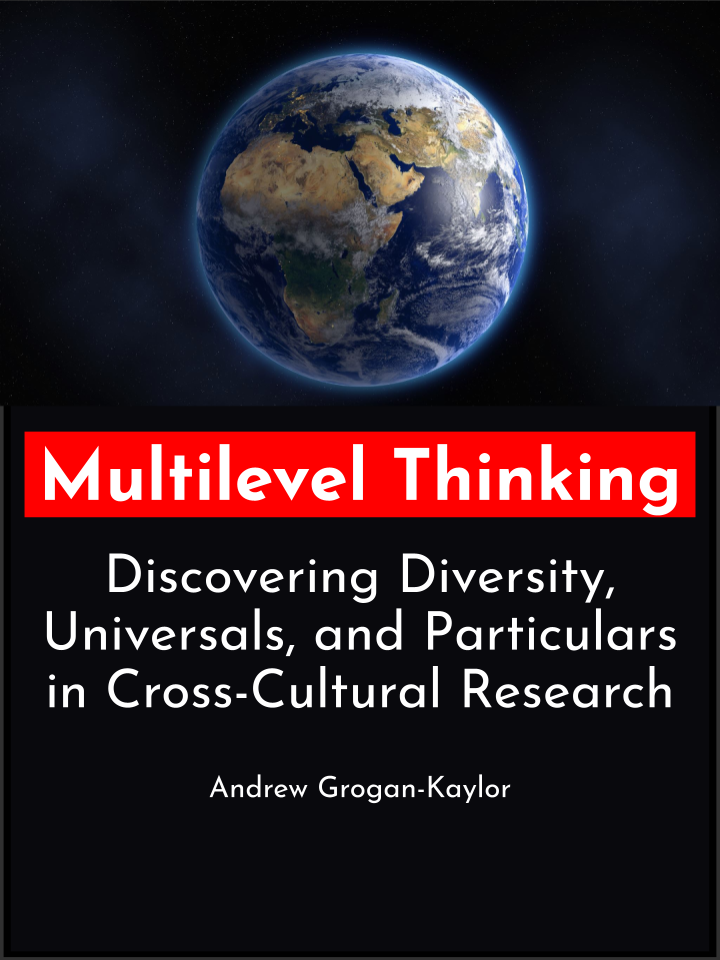 Multilevel Thinking
Discovering Diversity,
Universals, and Particulars
in Cross-Cultural Research
Andrew Grogan-Kaylor